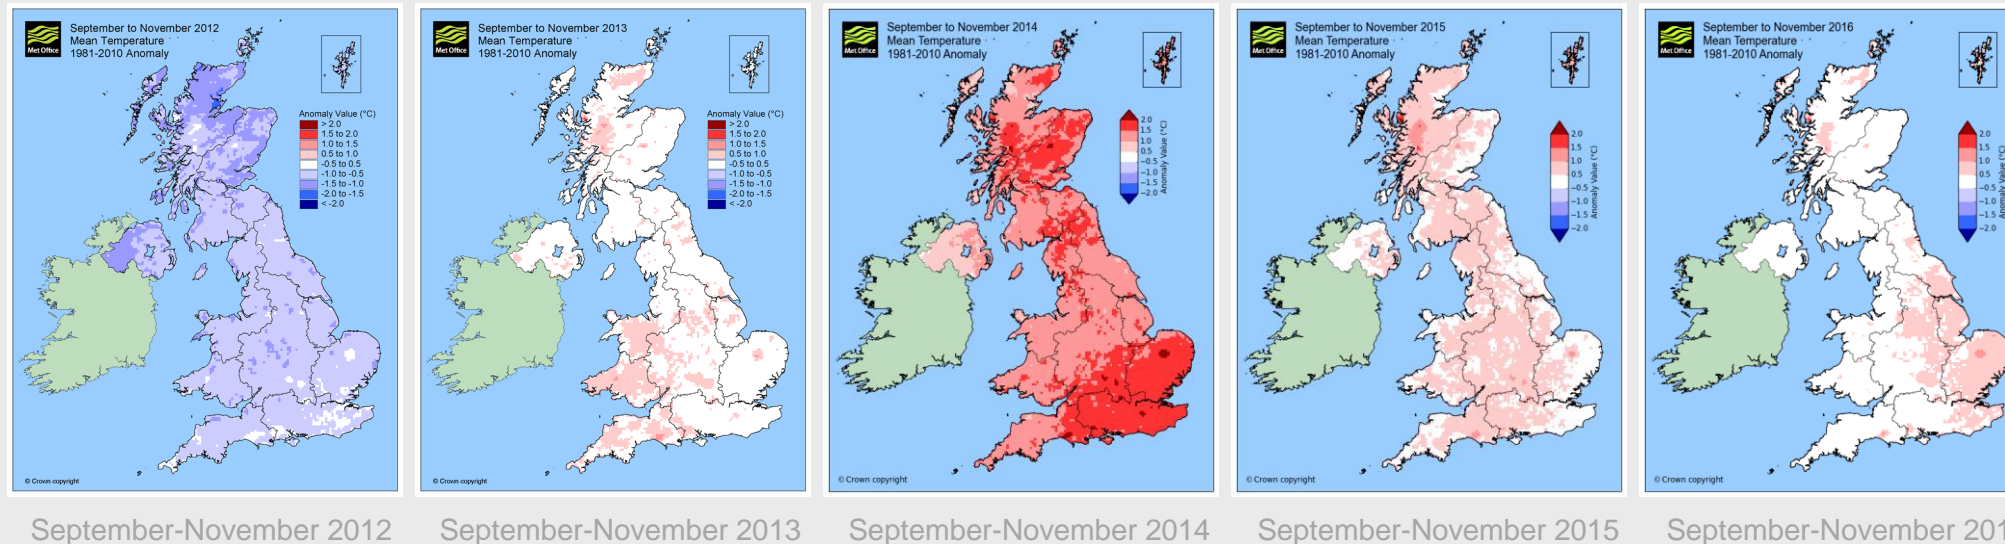 September to November 2012
Mean Temperature
1981-2010 Anomaly
Met Office
Anomaly Value (°C)
> 2.0
1.5 to 2.0
1.0 to 1.5
0.5 to 1.0
-0.5 to 0.5
-1.0 to -0.5
-1.5 to -1.0
-2.0 to -1.5
< -2.0
© Crown copyright
September-November 2012
September to November 2013
Mean Temperature
1981-2010 Anomaly
Met Office
Anomaly Value (°C)
> 2.0
1.5 to 2.0
1.0 to 1.5
0.5 to 1.0
-0.5 to 0.5
-1.0 to -0.5
-1.5 to -1.0
-2.0 to -1.5
< -2.0
© Crown copyright
September-November 2013
September to November 2014
Mean Temperature
1981-2010 Anomaly
Met Office
2.0
1.5
1.0
0.5
−0.5
−1.0
−1.5
−2.0
Anomaly Value (°C)
© Crown copyright
September-November 2014
September to November 2015
Mean Temperature
1981-2010 Anomaly
Met Office
2.0
1.5
1.0
0.5
−0.5
−1.0
−1.5
−2.0
Anomaly Value (°C)
© Crown copyright
September-November 2015
September to November 2016
Mean Temperature
1981-2010 Anomaly
Met Office
2.0
1.5
1.0
0.5
−0.5
−1.0
−1.5
−2.0
Anomaly Value (°C)
© Crown copyright
September-November 201